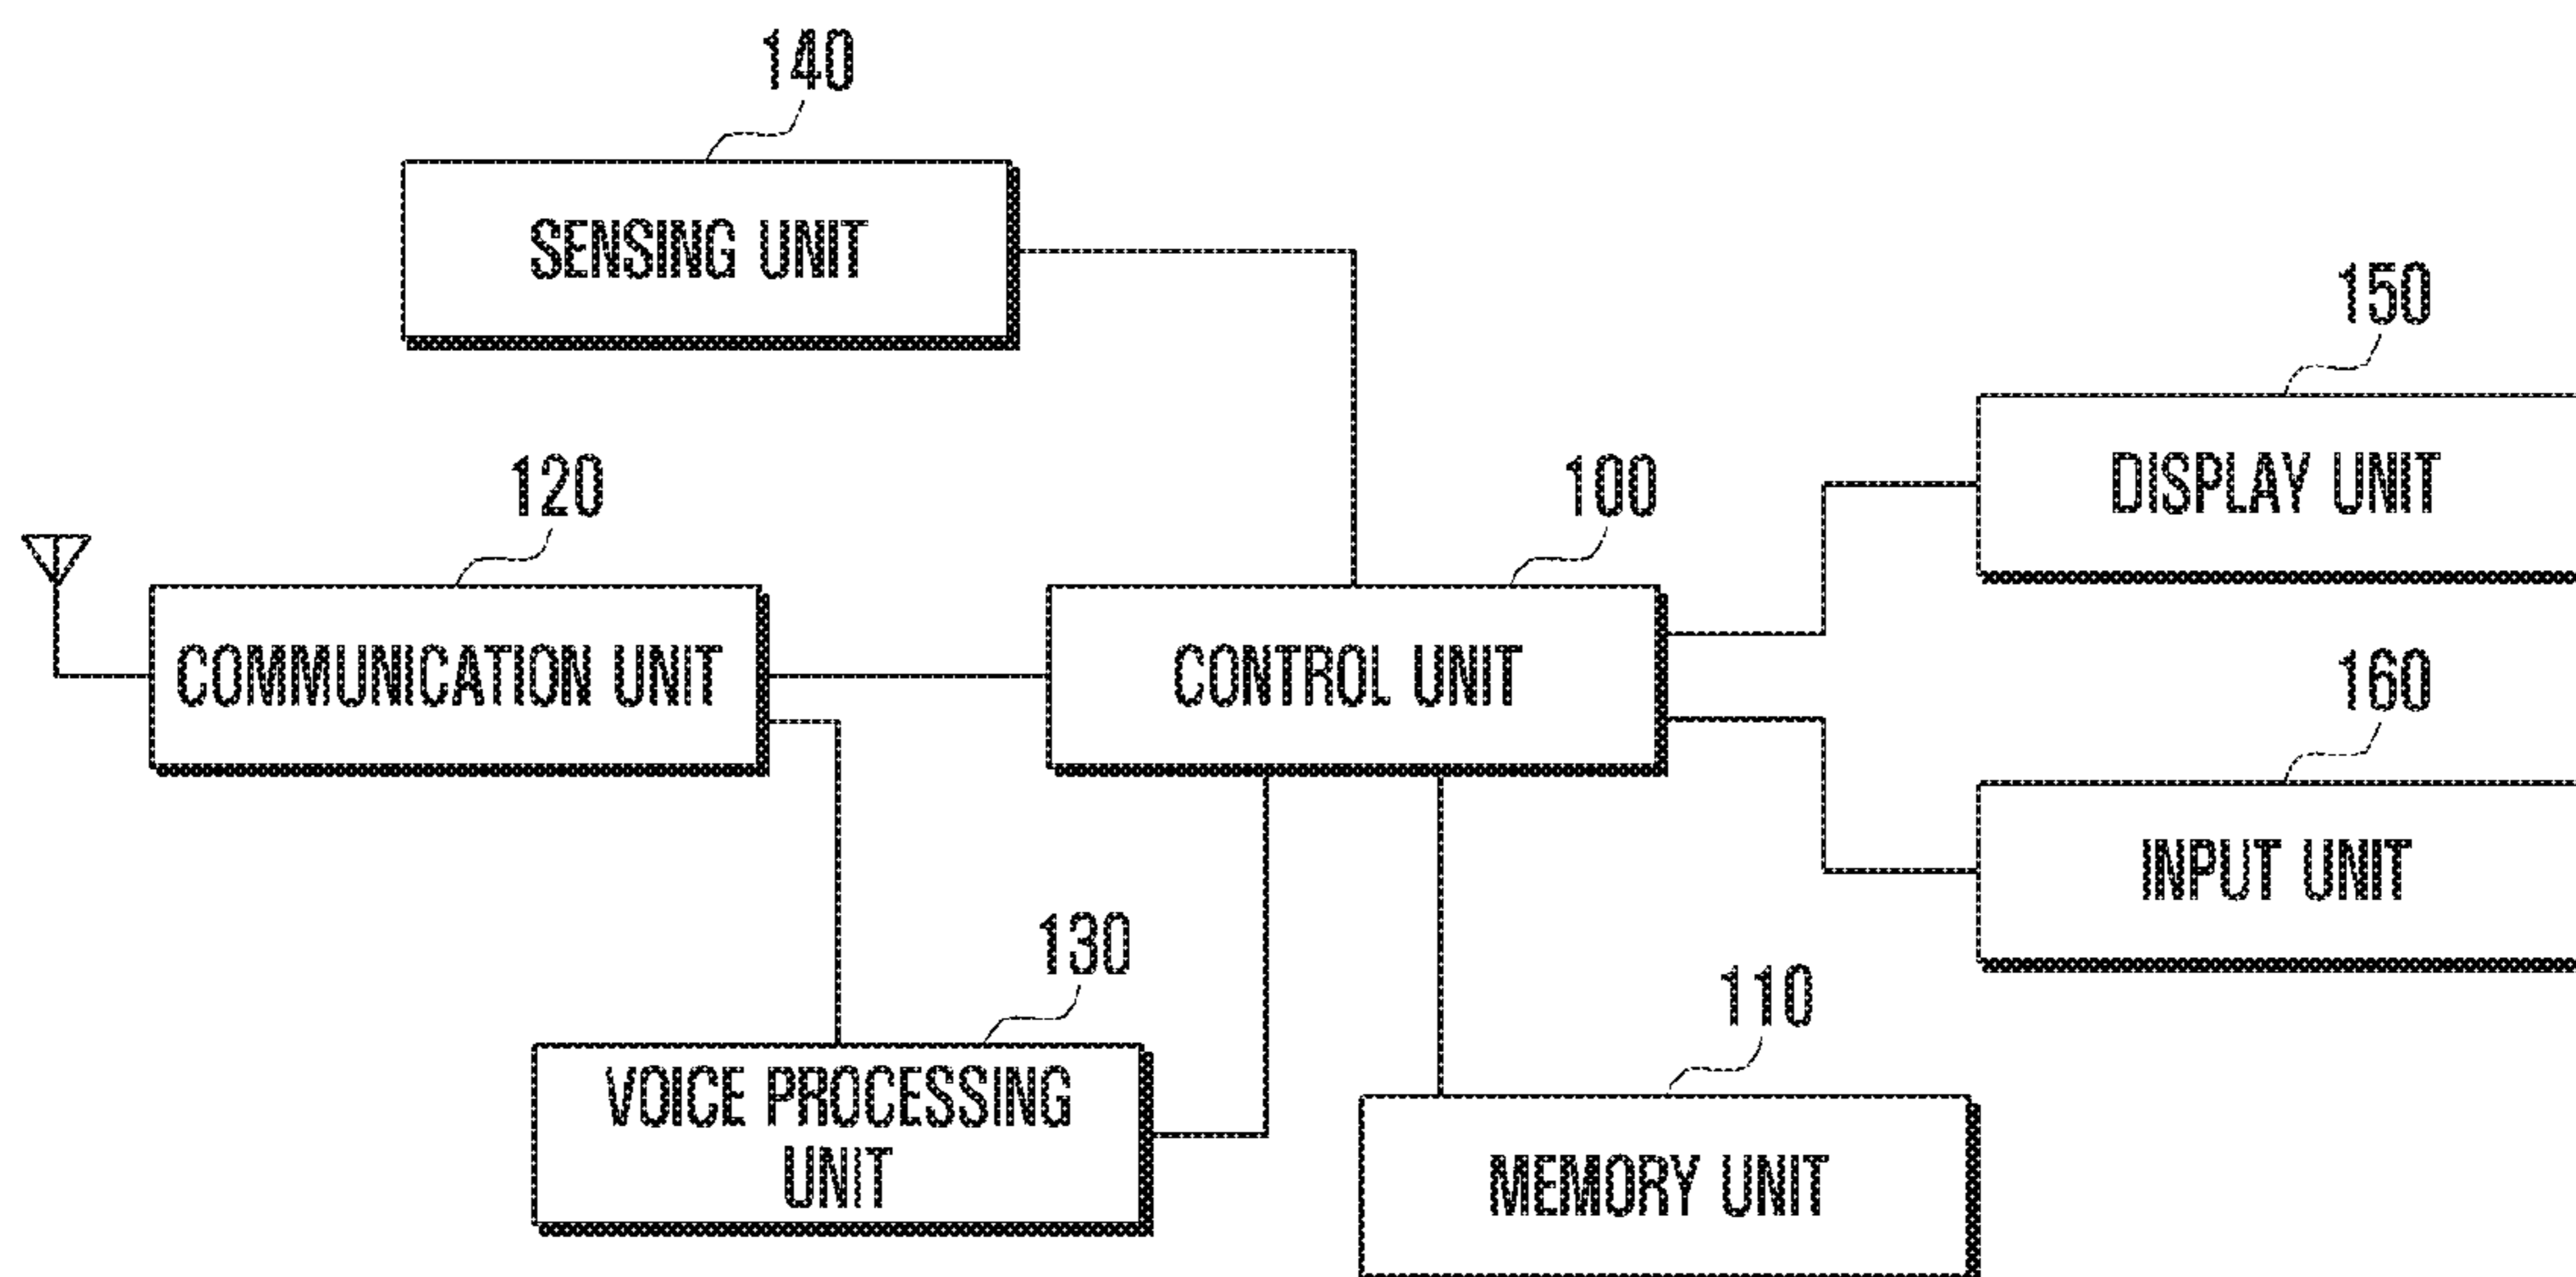 140
SENSING UNIT
150
DISPLAY UNIT
120
COMMUNICATION UNIT
100
CONTROL UNIT
160
INPUT UNIT
130
VOICE PROCESSING
UNIT
110
MEMORY UNIT